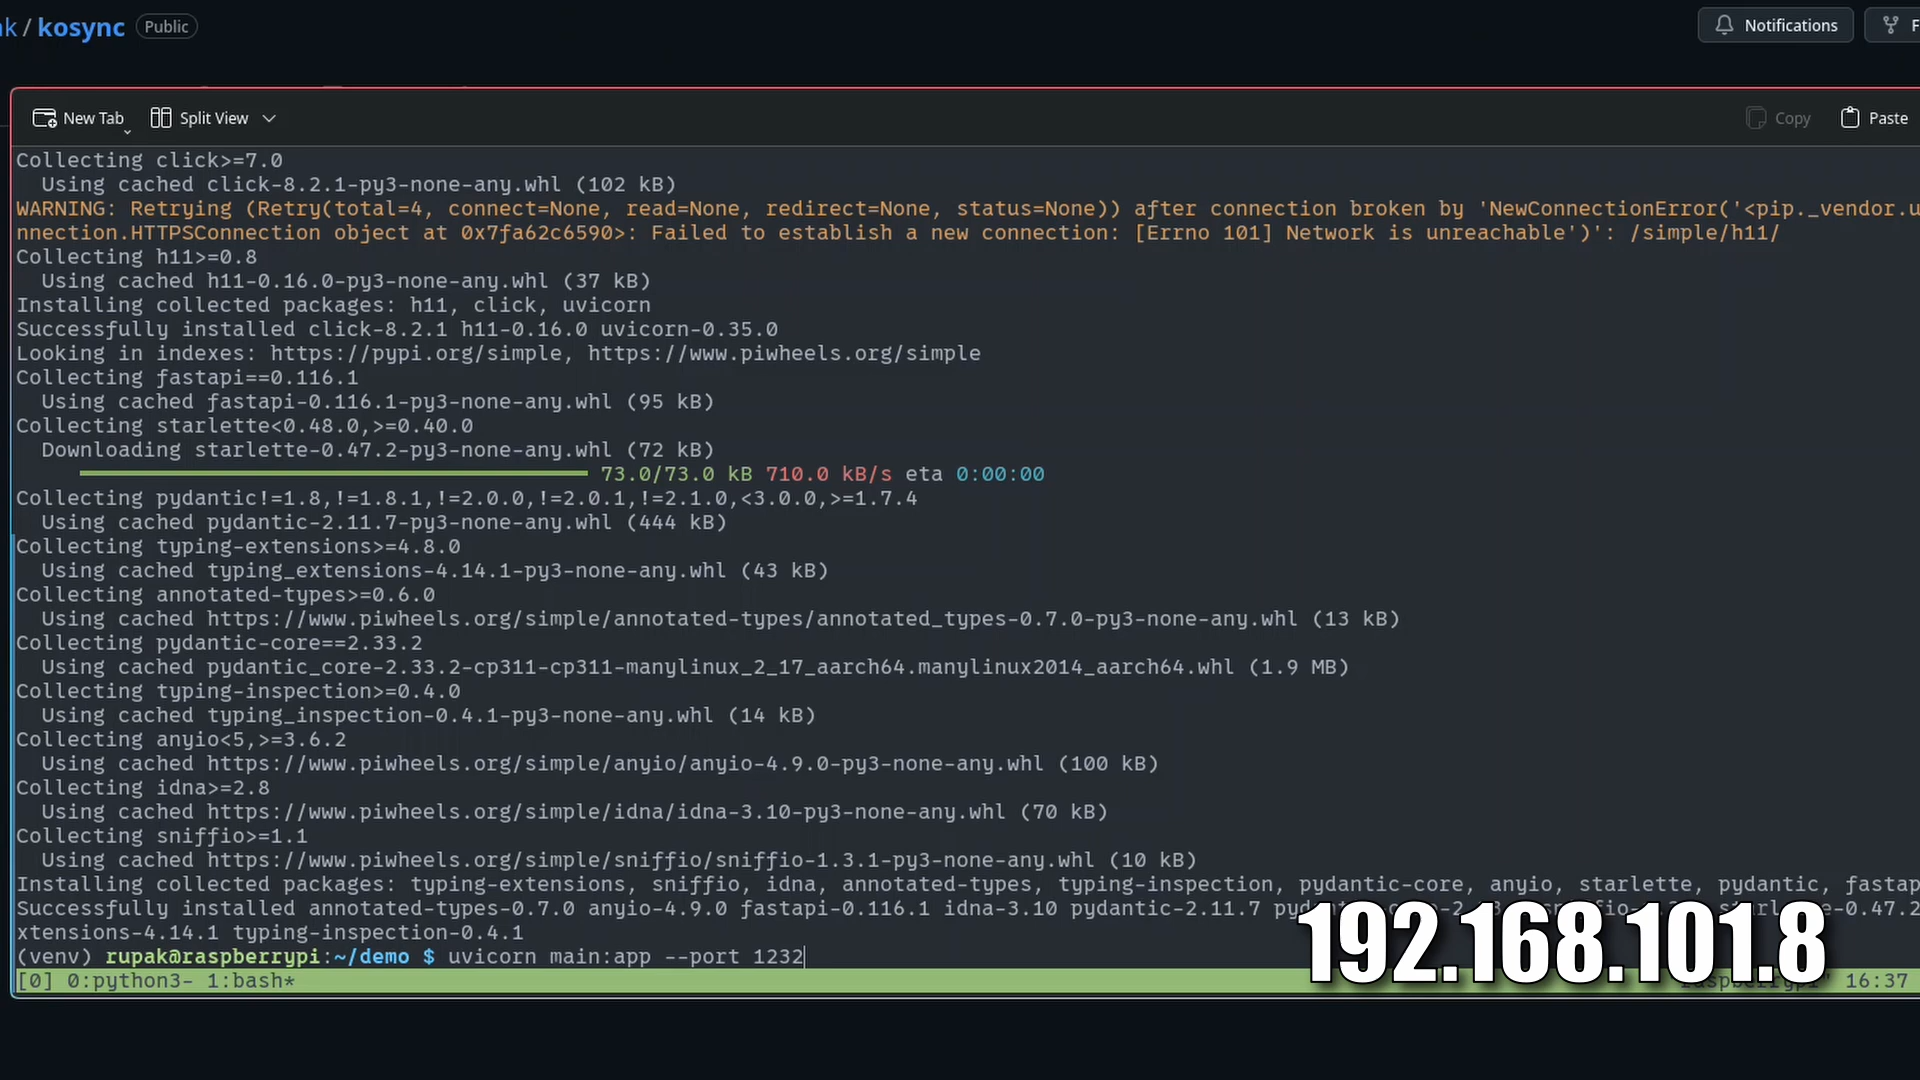 k / kosync Public
Notifications
F
New Tab Split View Copy Paste
Collecting click>=7.0
Using cached click-8.2.1-py3-none-any.whl (102 kB)
WARNING: Retrying (Retry(total=4, connect=None, read=None, redirect=None, status=None)) after connection broken by 'NewConnectionError('<pip._vendor.u
nnection.HTTPSConnection object at 0x7fa62c6590>: Failed to establish a new connection: [Errno 101] Network is unreachable')': /simple/h11/
Collecting h11>=0.8
Using cached h11-0.16.0-py3-none-any.whl (37 kB)
Installing collected packages: h11, click, uvicorn
Successfully installed click-8.2.1 h11-0.16.0 uvicorn-0.35.0
Looking in indexes: https://pypi.org/simple, https://www.piwheels.org/simple
Collecting fastapi==0.116.1
Using cached fastapi-0.116.1-py3-none-any.whl (95 kB)
Collecting starlette<0.48.0,>=0.40.0
Downloading starlette-0.47.2-py3-none-any.whl (72 kB)
73.0/73.0 kB 710.0 kB/s eta 0:00:00
Collecting pydantic!=1.8,!=1.8.1,!=2.0.0,!=2.0.1,!=2.1.0,<3.0.0,>=1.7.4
Using cached pydantic-2.11.7-py3-none-any.whl (444 kB)
Collecting typing-extensions>=4.8.0
Using cached typing_extensions-4.14.1-py3-none-any.whl (43 kB)
Collecting annotated-types>=0.6.0
Using cached https://www.piwheels.org/simple/annotated-types/annotated_types-0.7.0-py3-none-any.whl (13 kB)
Collecting pydantic-core==2.33.2
Using cached pydantic_core-2.33.2-cp311-cp311-manylinux_2_17_aarch64.manylinux2014_aarch64.whl (1.9 MB)
Collecting typing-inspection>=0.4.0
Using cached typing_inspection-0.4.1-py3-none-any.whl (14 kB)
Collecting anyio<5,>=3.6.2
Using cached https://www.piwheels.org/simple/anyio/anyio-4.9.0-py3-none-any.whl (100 kB)
Collecting idna>=2.8
Using cached https://www.piwheels.org/simple/idna/idna-3.10-py3-none-any.whl (70 kB)
Collecting sniffio>=1.1
Using cached https://www.piwheels.org/simple/sniffio/sniffio-1.3.1-py3-none-any.whl (10 kB)
Installing collected packages: typing-extensions, sniffio, idna, annotated-types, typing-inspection, pydantic-core, anyio, starlette, pydantic, fastap
Successfully installed annotated-types-0.7.0 anyio-4.9.0 fastapi-0.116.1 idna-3.10 pydantic-2.11.7 -0.47.2
xtensions-4.14.1 typing-inspection-0.4.1
(venv) rupak@raspberrypi:~/demo $ uvicorn main:app --port 1232
192.168.101.8
[0] 0:python3- 1:bash* raspberrypi" 16:37